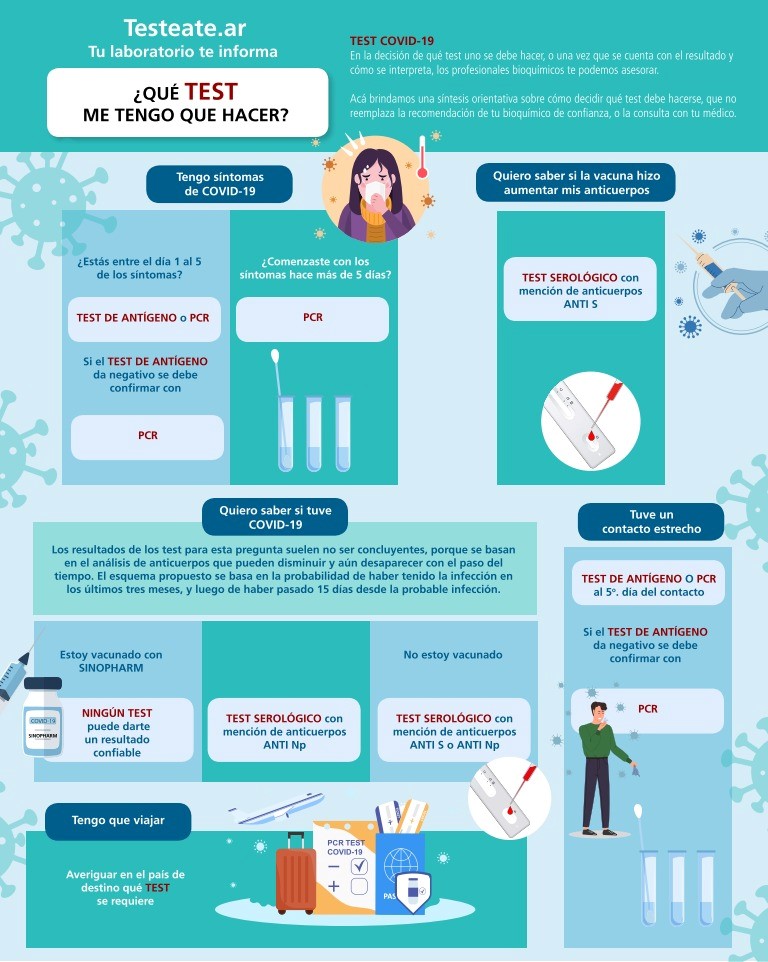 Testeate.ar
Tu laboratorio te informa
¿QUÉ TEST
ME TENGO QUE HACER?
TEST COVID-19
En la decisión de qué test uno se debe hacer, o una vez que se cuenta con el resultado y
cómo se interpreta, los profesionales bioquímicos te podemos asesorar.
Acá brindamos una síntesis orientativa sobre cómo decidir qué test debe hacerse, que no
reemplaza la recomendación de tu bioquímico de confianza, o la consulta con tu médico.
Tengo síntomas
de COVID-19
¿Estás entre el día 1 al 5
de los síntomas?
TEST DE ANTÍGENO o PCR
Si el TEST DE ANTÍGENO
da negativo se debe
confirmar con
PCR
¿Comenzaste con los
síntomas hace más de 5 días?
PCR
Quiero saber si la vacuna hizo
aumentar mis anticuerpos
TEST SEROLÓGICO con
mención de anticuerpos
ANTI S
Quiero saber si tuve
COVID-19
Los resultados de los test para esta pregunta suelen no ser concluyentes, porque se basan
en el análisis de anticuerpos que pueden disminuir y aún desaparecer con el paso del
tiempo. El esquema propuesto se basa en la probabilidad de haber tenido la infección en
los últimos tres meses, y luego de haber pasado 15 días desde la probable infección.
Estoy vacunado con
SINOPHARM
NINGÚN TEST
puede darte
un resultado
confiable
COVID 19
SINOPHARM
TEST SEROLÓGICO con
mención de anticuerpos
ANTI Np
No estoy vacunado
TEST SEROLÓGICO con
mención de anticuerpos
ANTI S o ANTI Np
Tuve un
contacto estrecho
TEST DE ANTÍGENO O PCR
al 5º. día del contacto
Si el TEST DE ANTÍGENO
da negativo se debe
confirmar con
PCR
Tengo que viajar
Averiguar en el país de
destino qué TEST
se requiere
PCR TEST
COVID-19
PAS